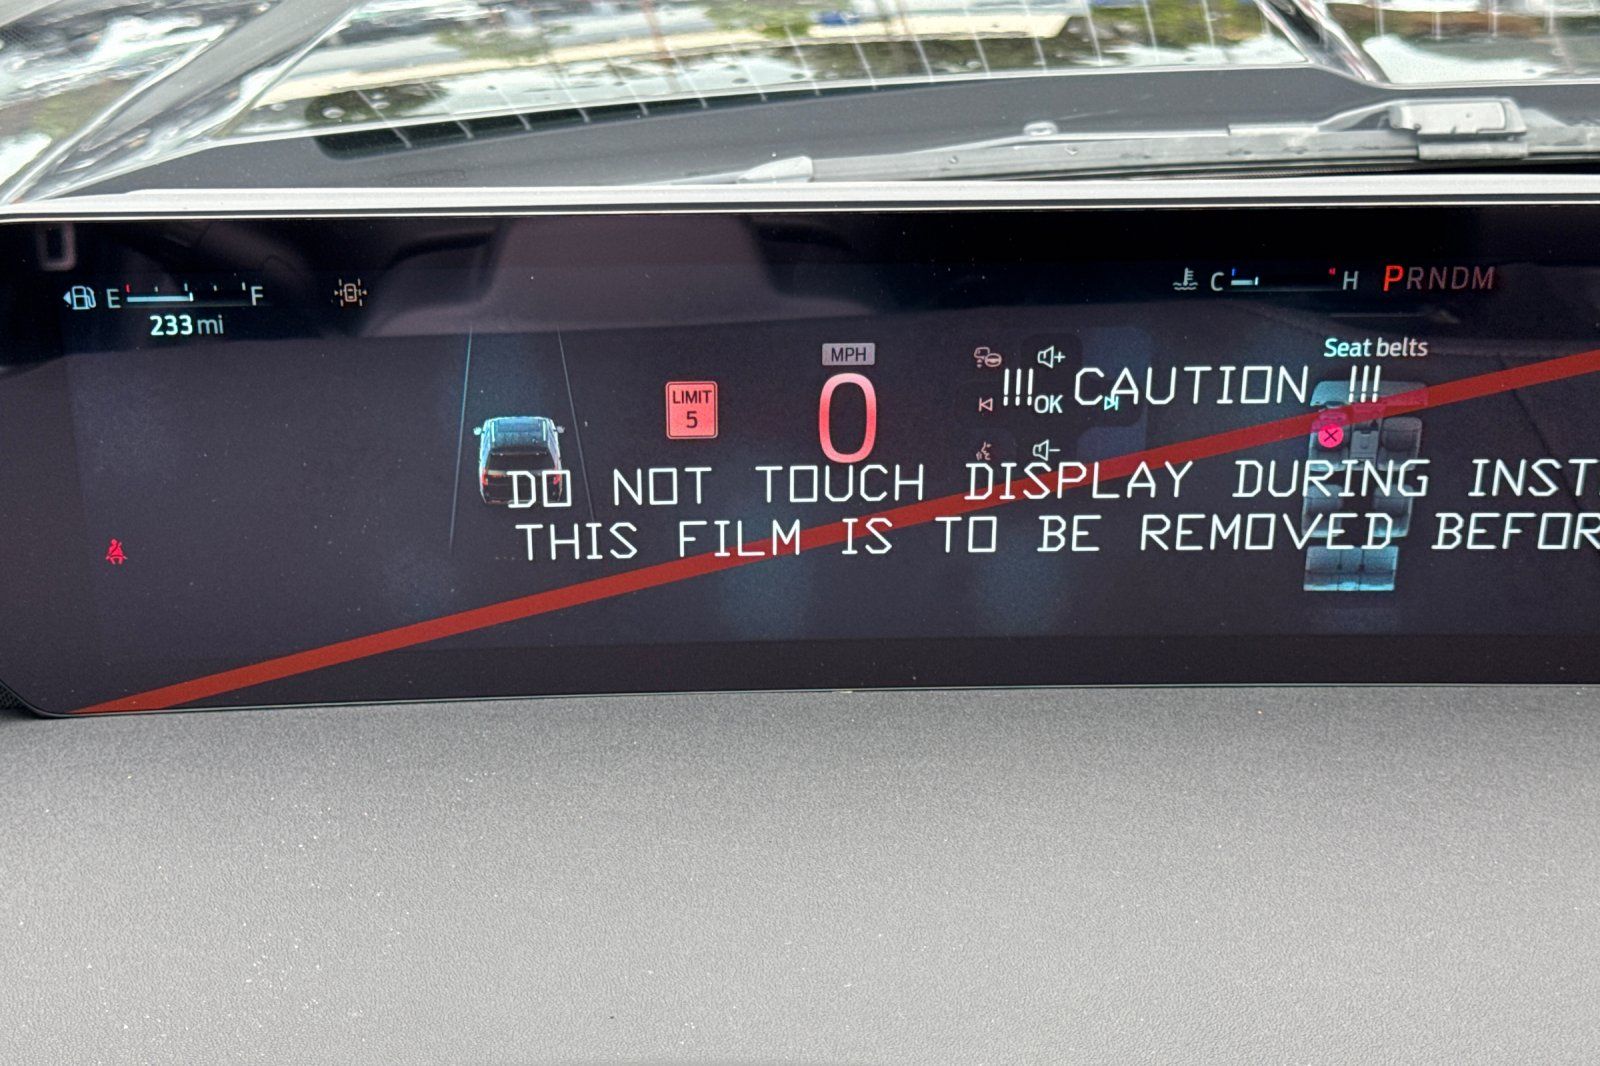 E F
233 mi
C H PRNDM
MPH
0
LIMIT
5
OK
Seat belts
!!! CAUTION !!!
DO NOT TOUCH DISPLAY DURING INST
THIS FILM IS TO BE REMOVED BEFOR